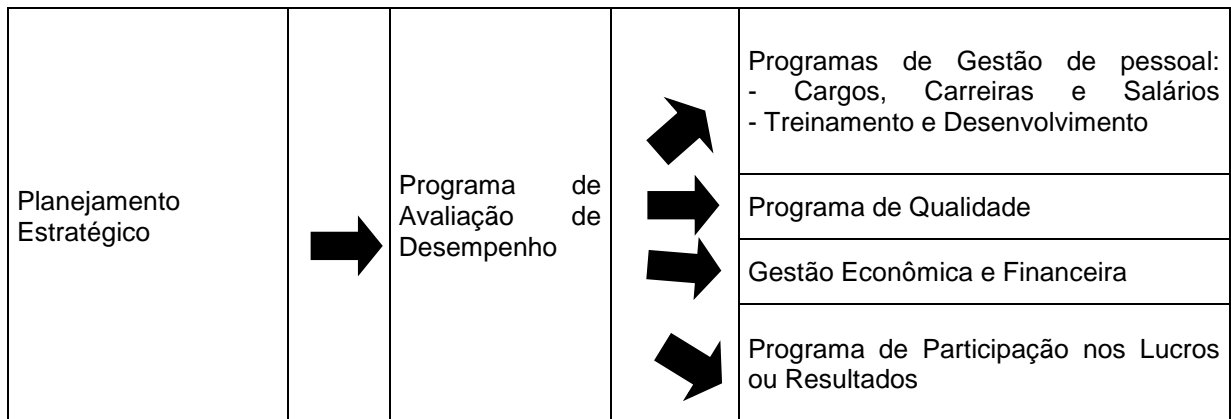 Planejamento
Estratégico
Programa de
Avaliação de
Desempenho
Programas de Gestão de pessoal:
- Cargos, Carreiras e Salários
- Treinamento e Desenvolvimento
Programa de Qualidade
Gestão Econômica e Financeira
Programa de Participação nos Lucros
ou Resultados